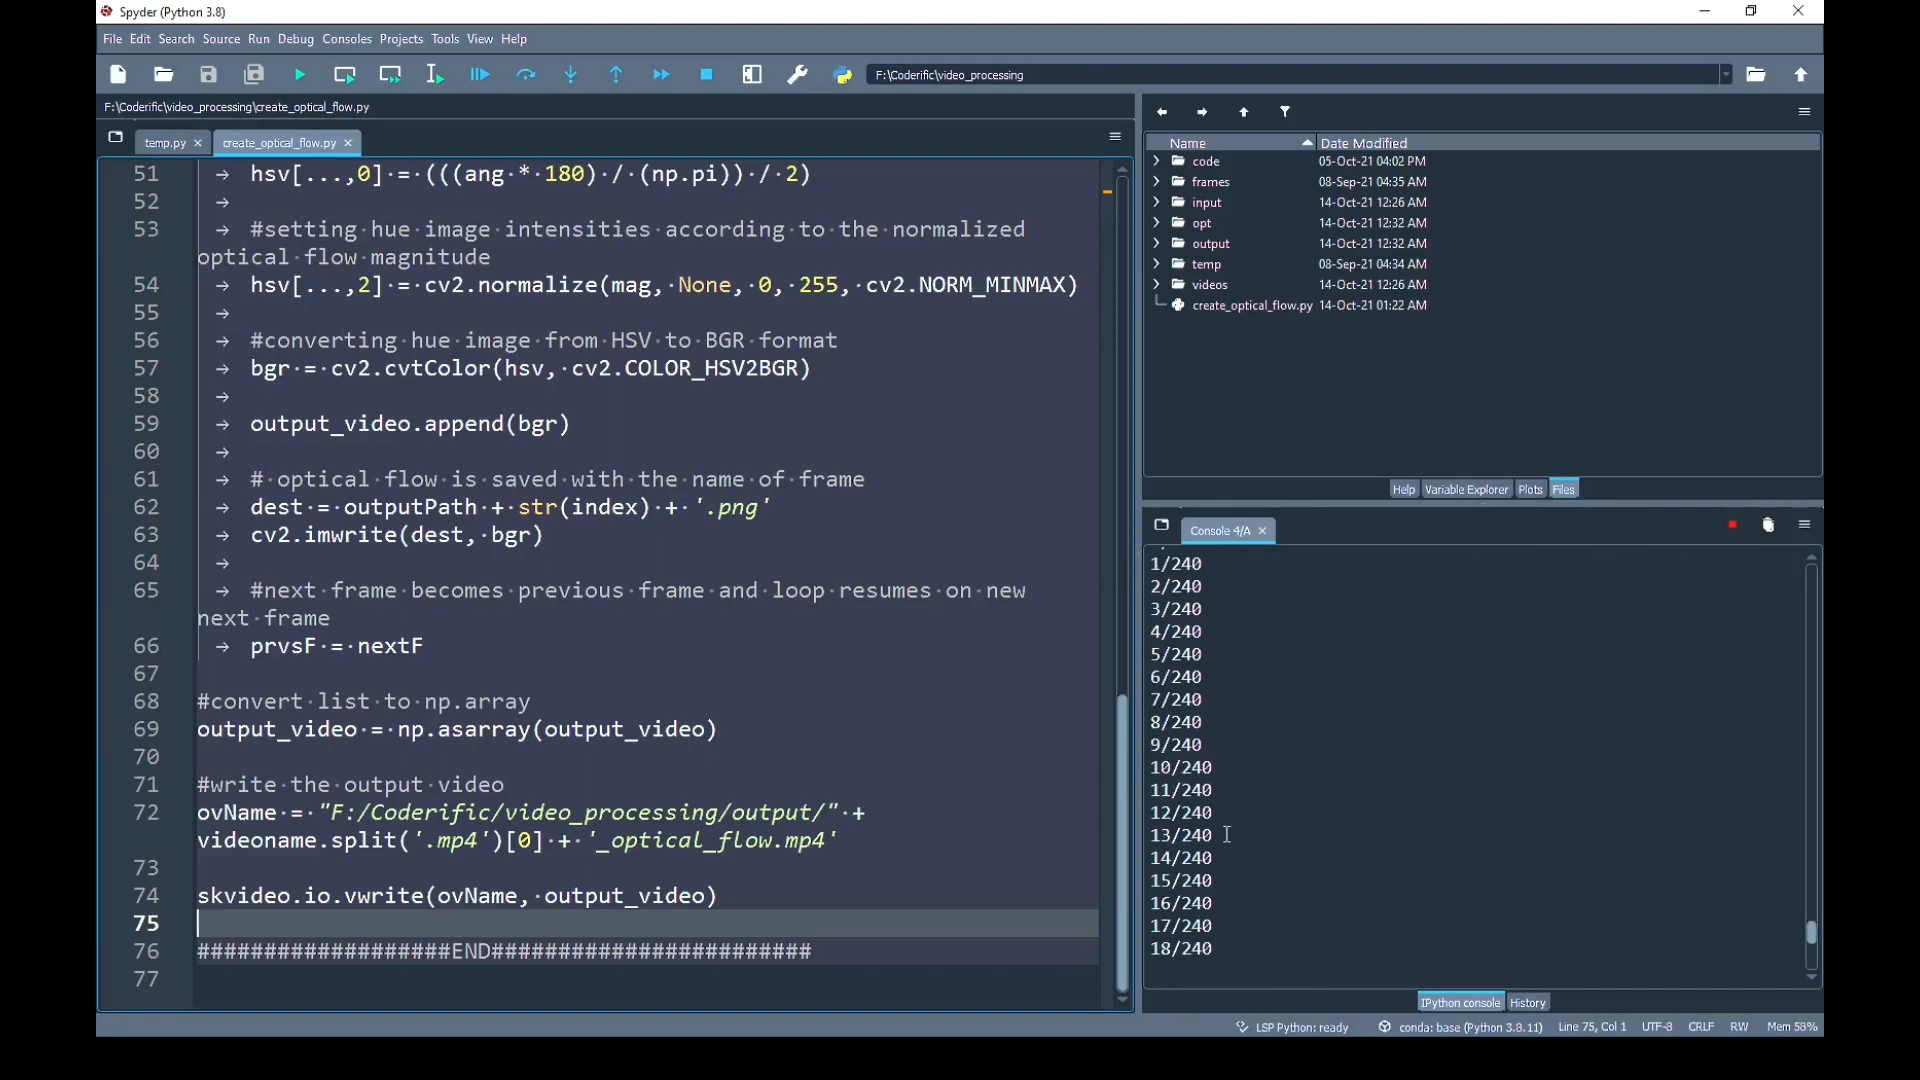 Spyder (Python 3.8)
File Edit Search Source Run Debug Consoles Projects Tools View Help
F:\Coderific\video_processing
F:\Coderific\video_processing\create_optical_flow.py
temp.py
create_optical_flow.py
51 hsv[...,0] = (((ang * 180) / (np.pi)) / 2)
52
53 #setting hue image intensities according to the normalized
optical flow magnitude
54 hsv[...,2] = cv2.normalize(mag, None, 0, 255, cv2.NORM_MINMAX)
55
56 #converting hue image from HSV to BGR format
57 bgr = cv2.cvtColor(hsv, cv2.COLOR_HSV2BGR)
58
59 output_video.append(bgr)
60
61 # optical flow is saved with the name of frame
62 dest = outputPath + str(index) + '.png'
63 cv2.imwrite(dest, bgr)
64
65 #next frame becomes previous frame and loop resumes on new
next frame
66 prvsF = nextF
67
68 #convert list to np.array
69 output_video = np.asarray(output_video)
70
71 #write the output video
72 ovName = "F:/Coderific/video_processing/output/" +
videoname.split('.mp4')[0] + '_optical_flow.mp4'
73
74 skvideo.io.vwrite(ovName, output_video)
75
76 ###################END########################
77
Name Date Modified
code 05-Oct-21 04:02 PM
frames 08-Sep-21 04:35 AM
input 14-Oct-21 12:26 AM
opt 14-Oct-21 12:32 AM
output 14-Oct-21 12:32 AM
temp 08-Sep-21 04:34 AM
videos 14-Oct-21 12:26 AM
create_optical_flow.py 14-Oct-21 01:22 AM
Help Variable Explorer Plots Files
Console 4/A
1/240
2/240
3/240
4/240
5/240
6/240
7/240
8/240
9/240
10/240
11/240
12/240
13/240
14/240
15/240
16/240
17/240
18/240
IPython console History
LSP Python: ready conda: base (Python 3.8.11) Line 75, Col 1 UTF-8 CRLF RW Mem 58%